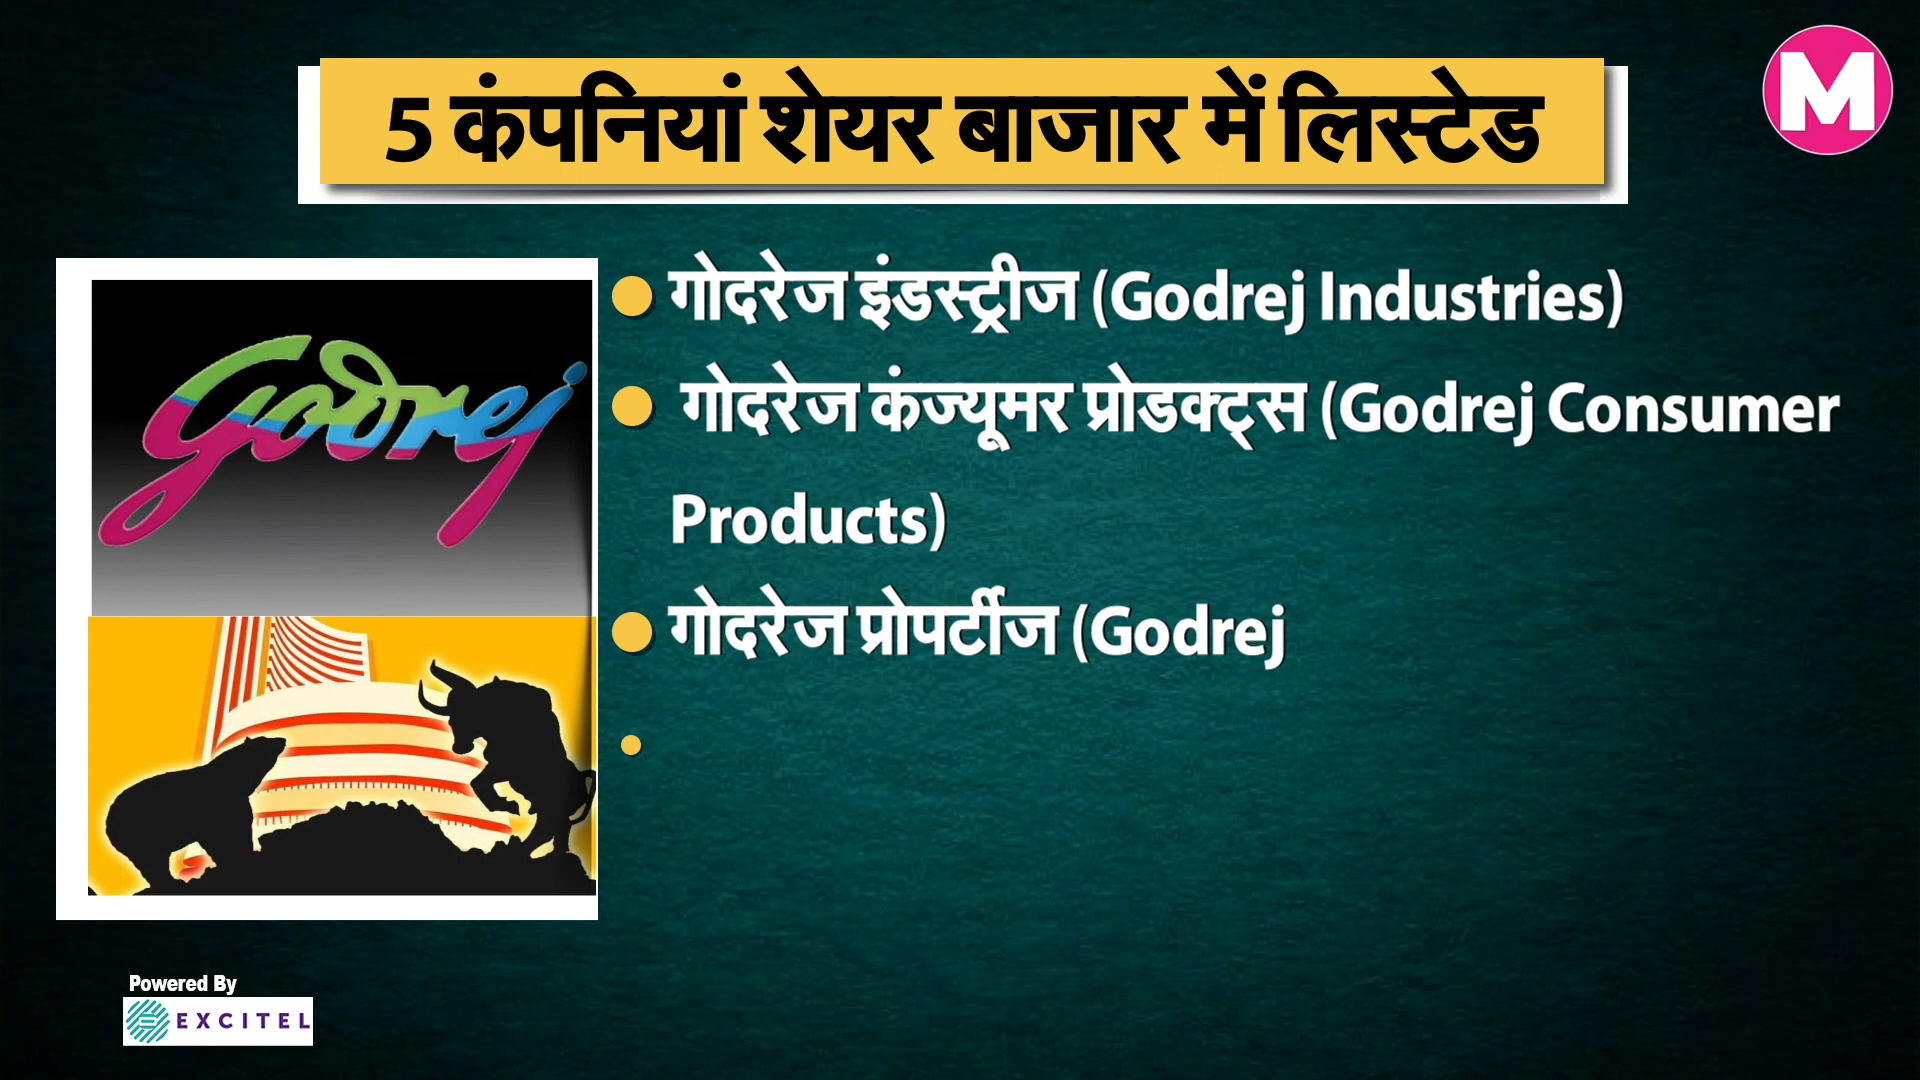 5 कंपनियां शेयर बाजार में लिस्टेड
M
Godrej
गोदरेज इंडस्ट्रीज (Godrej Industries)
गोदरेज कंज्यूमर प्रोडक्ट्स (Godrej Consumer
Products)
गोदरेज प्रोपर्टीज (Godrej
Powered By
EXCITEL